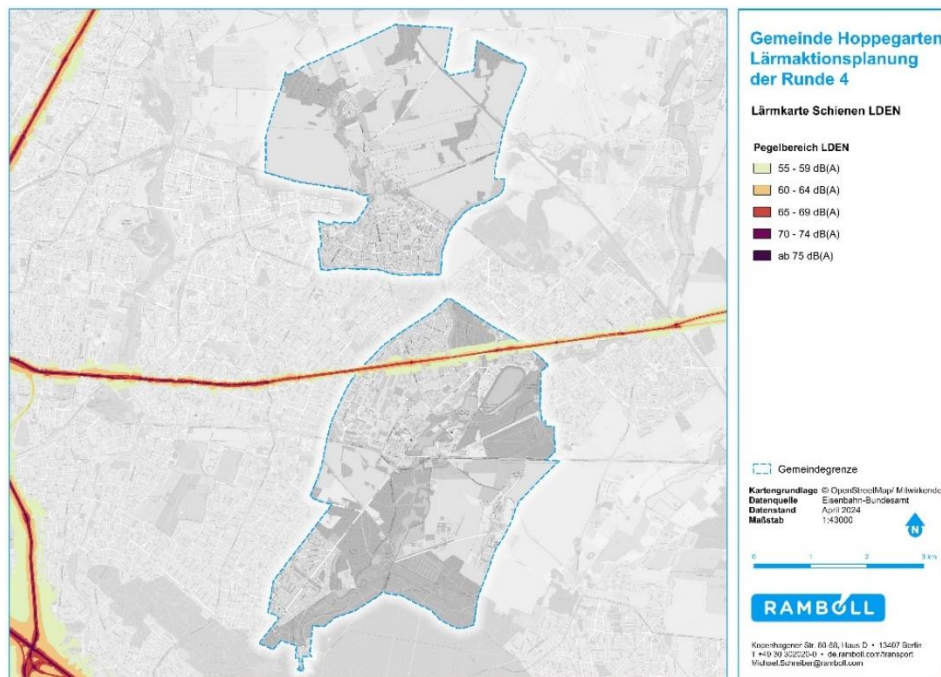 Gemeinde Hoppegarten
Lärmaktionsplanung
der Runde 4
Lärmkarte Schienen LDEN
Pegelbereich LDEN
55 - 59 dB(A)
60 - 64 dB(A)
65 - 69 dB(A)
70 - 74 dB(A)
ab 75 dB(A)
Gemeindegrenze
Kartengrundlage © OpenStreetMap/ Mitwirkende
Datenquelle Eisenbahn-Bundesamt
Datenstand April 2024
Maßstab 1:43000
N
0 1 2 3 km
RAMBOLL
Kopenhagener Str. 60-68, Haus D • 13407 Berlin
T +49 30 302020-0 • de.ramboll.com/transport
Michael.Schreiber@ramboll.com